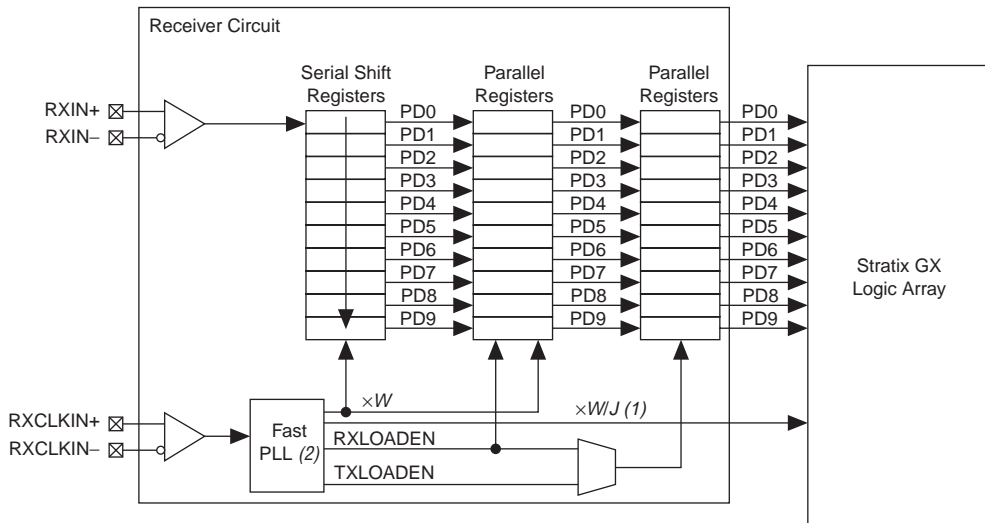 Receiver Circuit
Serial Shift
Registers
Parallel
Registers
Parallel
Registers
RXIN+
RXIN−
PD0 PD0 PD0
PD1 PD1 PD1
PD2 PD2 PD2
PD3 PD3 PD3
PD4 PD4 PD4
PD5 PD5 PD5
PD6 PD6 PD6
PD7 PD7 PD7
PD8 PD8 PD8
PD9 PD9 PD9
Stratix GX
Logic Array
×W
×W/J (1)
RXCLKIN+
RXCLKIN−
Fast
PLL (2)
RXLOADEN
TXLOADEN